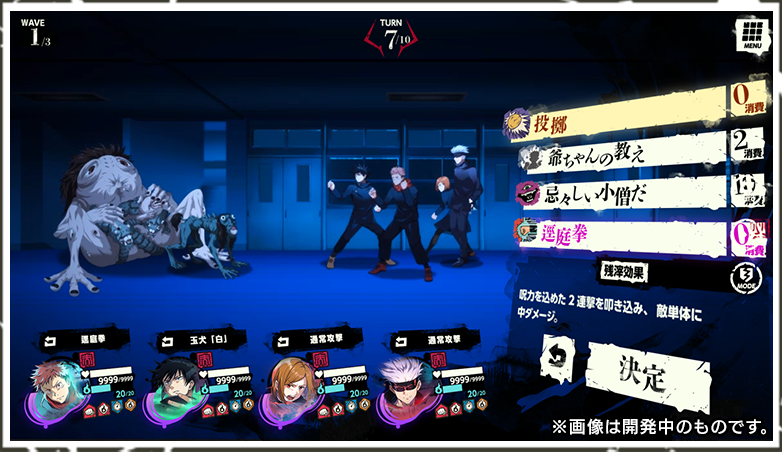 WAVE
1/3
TURN
7/10
MENU
投擲
0
消費
爺ちゃんの教え
2
消費
忌々しい小僧だ
逕庭拳
0
消費
残滓効果
MODE
呪力を込めた2連撃を叩き込み、敵単体に
中ダメージ。
決定
逕庭拳
玉犬「白」
通常攻撃
通常攻撃
9999/9999
20/20
9999/9999
20/20
9999/9999
20/20
9999/9999
20/20
※画像は開発中のものです。